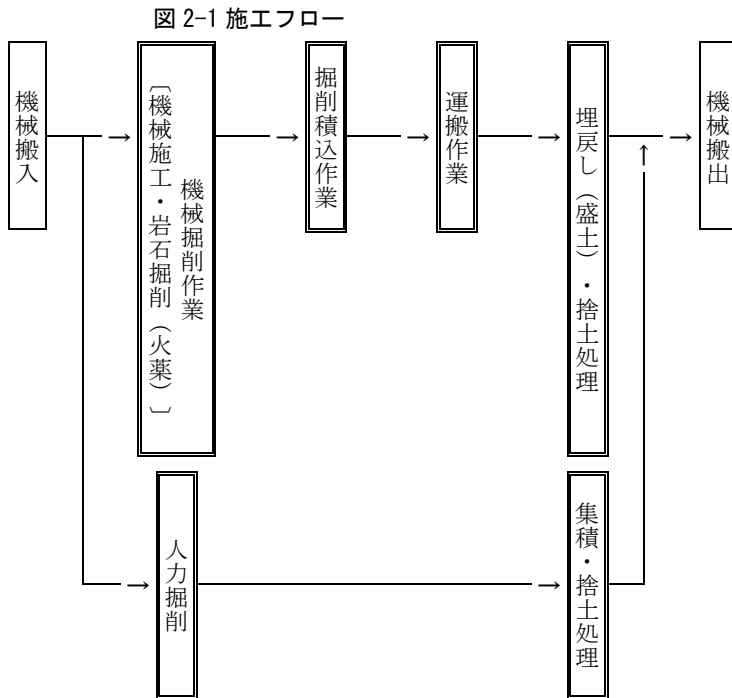 図 2-1 施工フロー
機械搬入
→
機械掘削作業
〔機械施工・岩石掘削（火薬）〕
→
掘削積込作業
→
運搬作業
→
埋戻し（盛土）・捨土処理
→
↑
機械搬出
→
人力掘削
→
集積・捨土処理